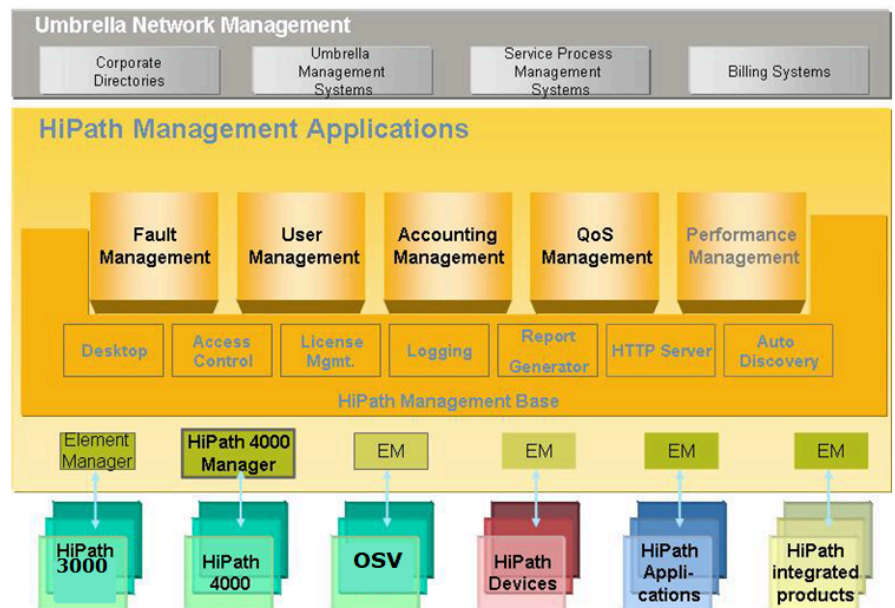 Umbrella Network Management
Corporate
Directories
Umbrella
Management
Systems
Service Process
Management
Systems
Billing Systems
HiPath Management Applications
Fault
Management
User
Management
Accounting
Management
QoS
Management
Performance
Management
Desktop
Access
Control
License
Mgmt.
Logging
Report
Generator
HTTP Server
Auto
Discovery
HiPath Management Base
Element
Manager
HiPath 4000
Manager
EM
EM
EM
EM
HiPath
3000
HiPath
4000
OSV
HiPath
Devices
HiPath
Appli-
cations
HiPath
integrated
products